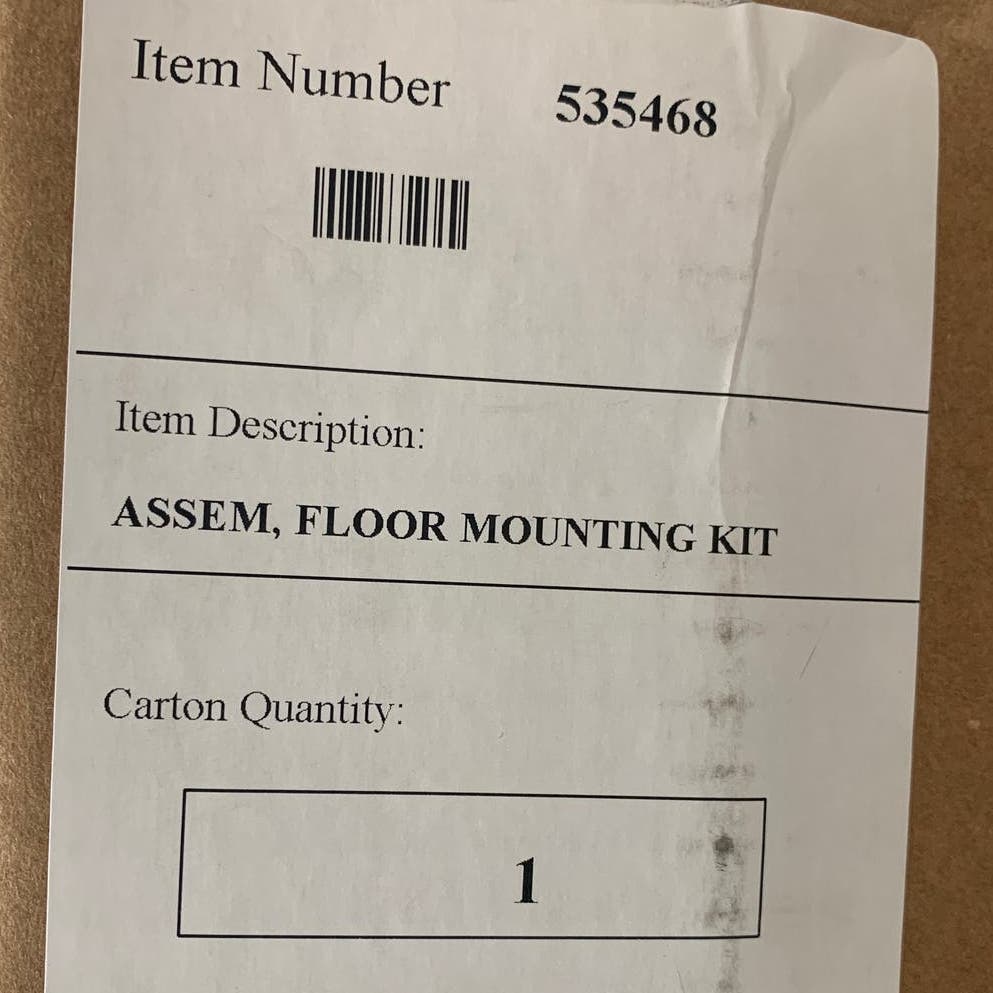 Item Number 535468
Item Description:
ASSEM, FLOOR MOUNTING KIT
Carton Quantity:
1